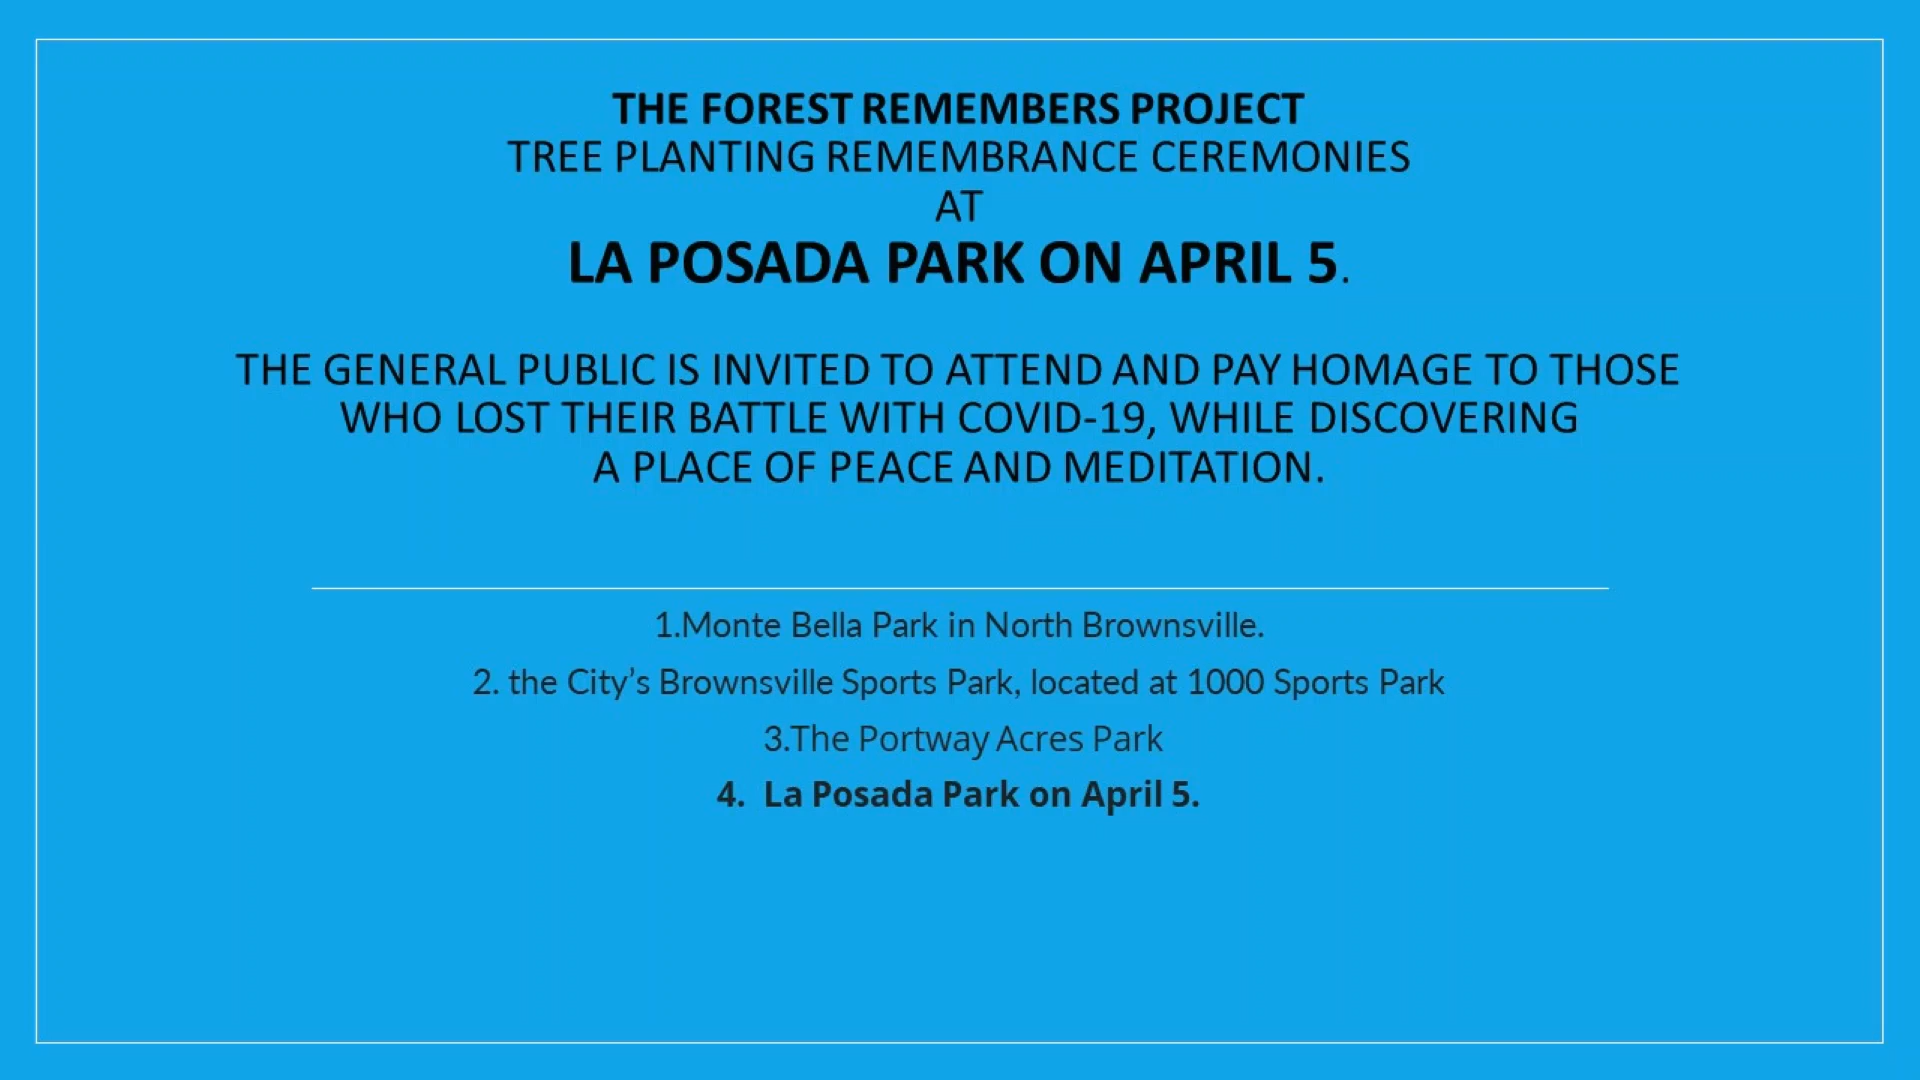 THE FOREST REMEMBERS PROJECT
TREE PLANTING REMEMBRANCE CEREMONIES
AT
LA POSADA PARK ON APRIL 5.
THE GENERAL PUBLIC IS INVITED TO ATTEND AND PAY HOMAGE TO THOSE
WHO LOST THEIR BATTLE WITH COVID-19, WHILE DISCOVERING
A PLACE OF PEACE AND MEDITATION.
1.Monte Bella Park in North Brownsville.
2. the City’s Brownsville Sports Park, located at 1000 Sports Park
3.The Portway Acres Park
4. La Posada Park on April 5.